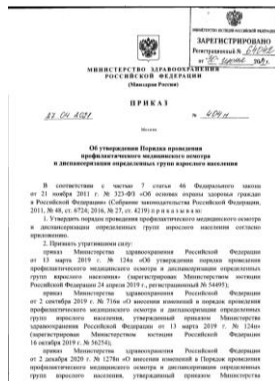 МИНИСТЕРСТВО ЮСТИЦИИ РОССИЙСКОЙ ФЕДЕРАЦИИ
ЗАРЕГИСТРИРОВАНО
Регистрационный № 64042
от
МИНИСТЕРСТВО ЗДРАВООХРАНЕНИЯ
РОССИЙСКОЙ ФЕДЕРАЦИИ
(Минздрав России)
ПРИКАЗ
27.04.2021 № 404н
Москва
Об утверждении Порядка проведения
профилактического медицинского осмотра
и диспансеризации определенных групп взрослого населения
В соответствии с частью 7 статьи 46 Федерального закона
от 21 ноября 2011 г. № 323-ФЗ «Об основах охраны здоровья граждан
в Российской Федерации» (Собрание законодательства Российской Федерации,
2011, № 48, ст. 6724; 2016, № 27, ст. 4219) п р и к а з ы в а ю:
1. Утвердить порядок проведения профилактического медицинского осмотра
и диспансеризации определенных групп взрослого населения согласно
приложению.
2. Признать утратившими силу:
приказ Министерства здравоохранения Российской Федерации
от 13 марта 2019 г. № 124н «Об утверждении порядка проведения
профилактического медицинского осмотра и диспансеризации определенных
групп взрослого населения» (зарегистрирован Министерством юстиции
Российской Федерации 24 апреля 2019 г., регистрационный № 54495);
приказ Министерства здравоохранения Российской Федерации
от 2 сентября 2019 г. № 716н «О внесении изменений в порядок проведения
профилактического медицинского осмотра и диспансеризации определенных
групп взрослого населения, утвержденный приказом Министерства
здравоохранения Российской Федерации от 13 марта 2019 г. № 124н»
(зарегистрирован Министерством юстиции Российской Федерации
16 октября 2019 г. № 56254);
приказ Министерства здравоохранения Российской Федерации
от 2 декабря 2020 г. № 1278н «О внесении изменений в Порядок проведения
профилактического медицинского осмотра и диспансеризации определенных
групп взрослого населения, утвержденный приказом Министерства